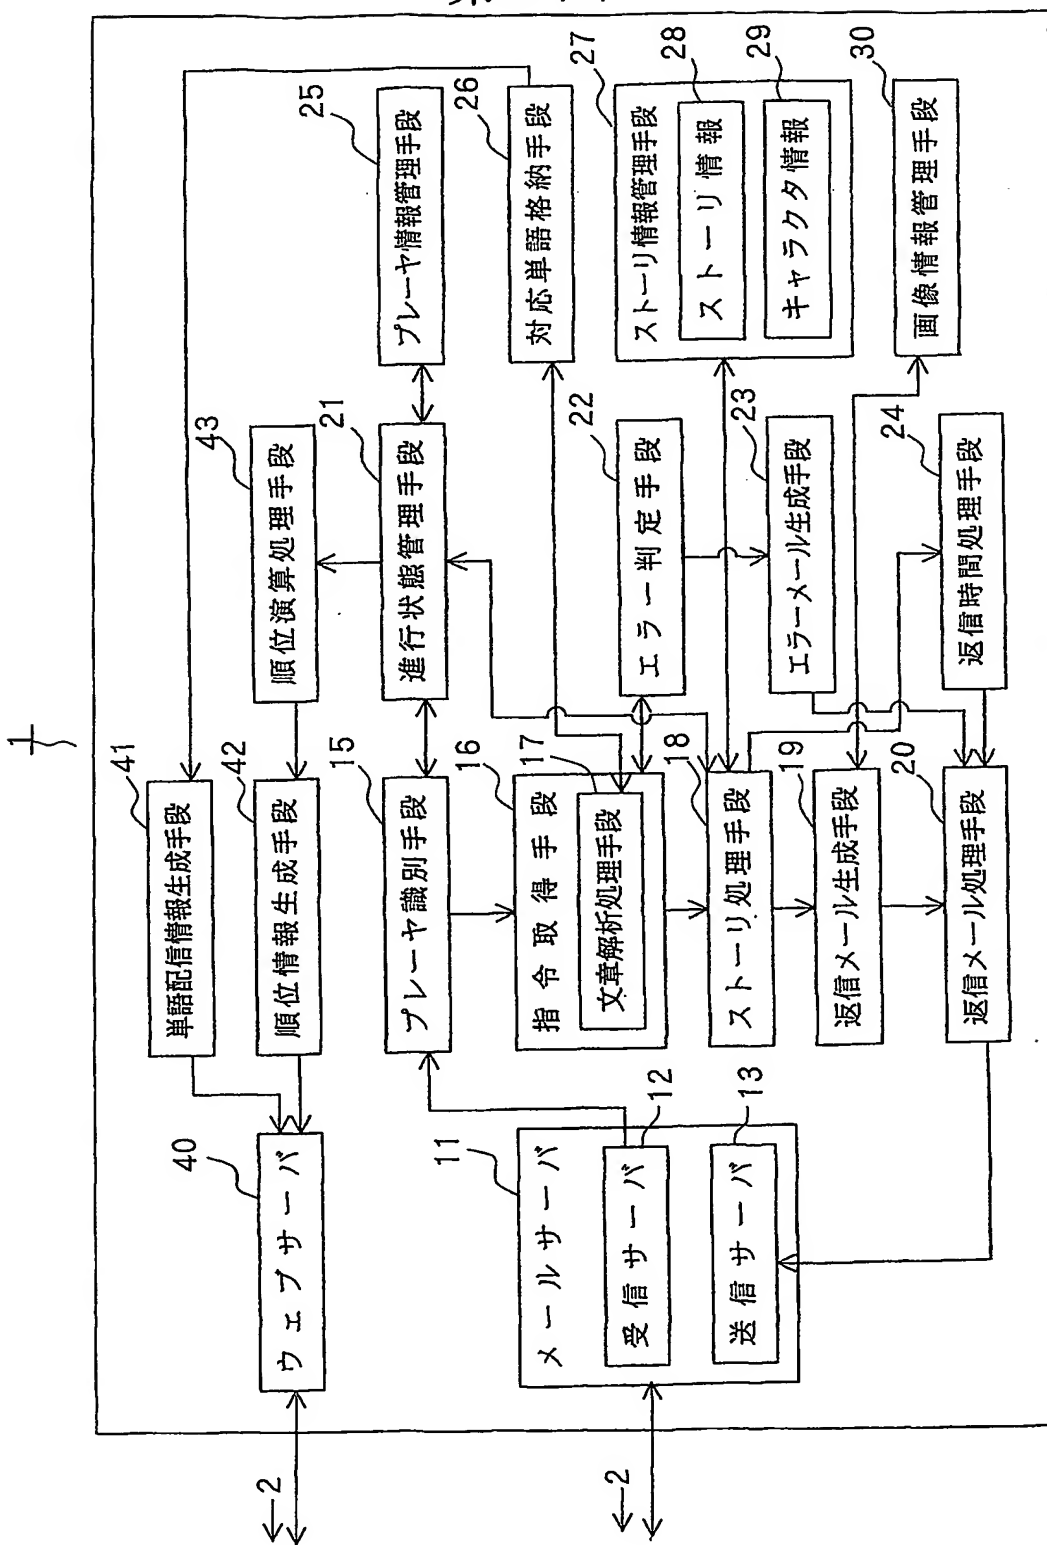 1
40
ウェブサーバ
2
41
単語配信情報生成手段
42
順位情報生成手段
43
順位演算処理手段
15
プレーヤ識別手段
21
進行状態管理手段
25
プレーヤ情報管理手段
26
対応単語格納手段
11
メールサーバ
12
受信サーバ
13
送信サーバ
2
16
指令取得手段
17
文章解析処理手段
22
エラー判定手段
27
ストーリ情報管理手段
28
ストーリ情報
29
キャラクタ情報
18
ストーリ処理手段
23
エラーメール生成手段
19
返信メール生成手段
30
画像情報管理手段
24
返信時間処理手段
20
返信メール処理手段